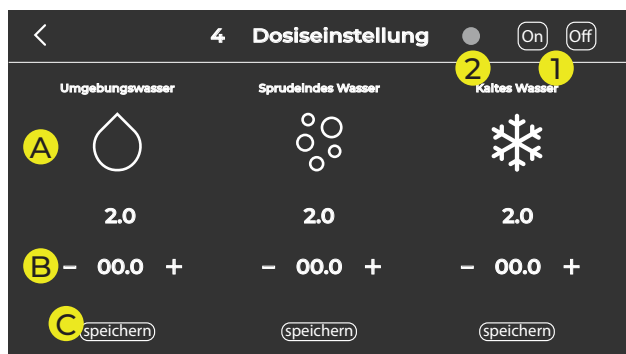 4 Dosiseinstellung On Off
2 1
Umgebungswasser Sprudelndes Wasser Kaltes Wasser
A
2.0 2.0 2.0
B - 00.0 + - 00.0 + - 00.0 +
C speichern speichern speichern